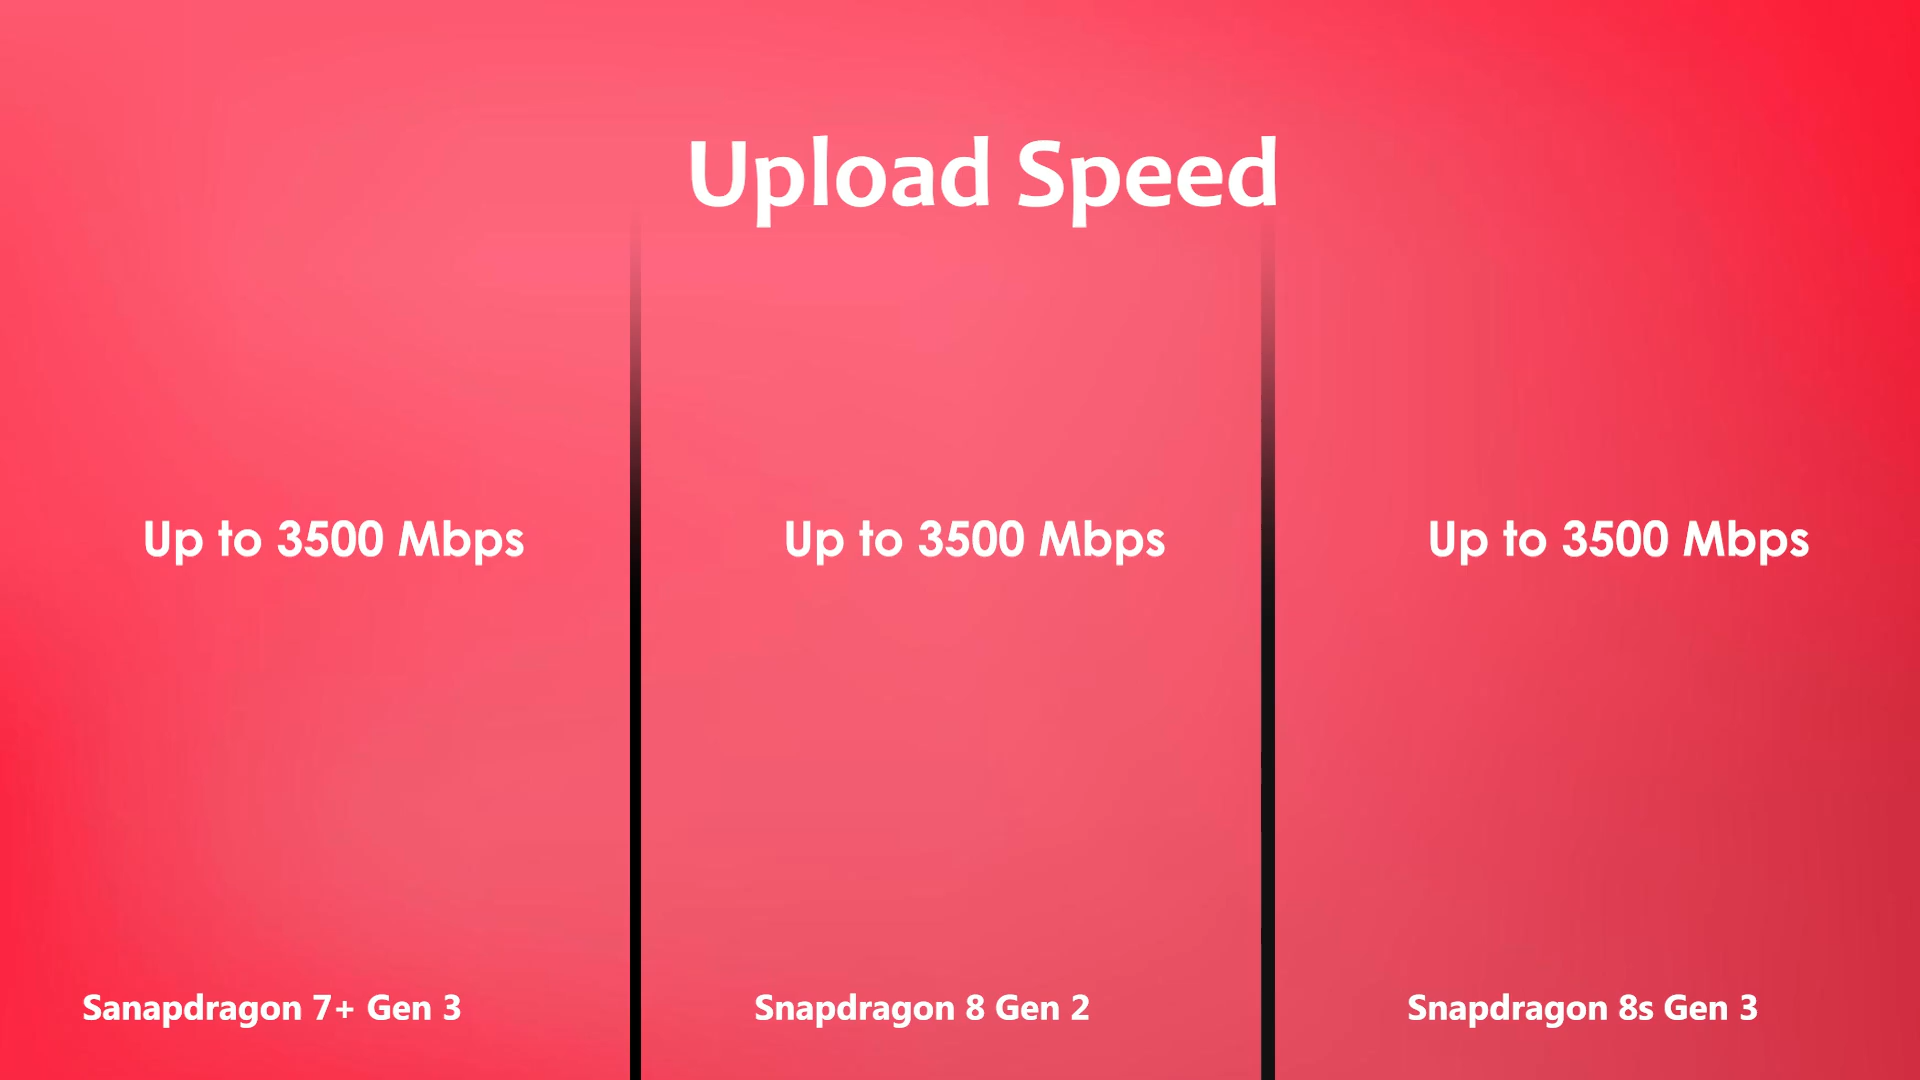 Upload Speed
Up to 3500 Mbps
Up to 3500 Mbps
Up to 3500 Mbps
Sanapdragon 7+ Gen 3
Snapdragon 8 Gen 2
Snapdragon 8s Gen 3